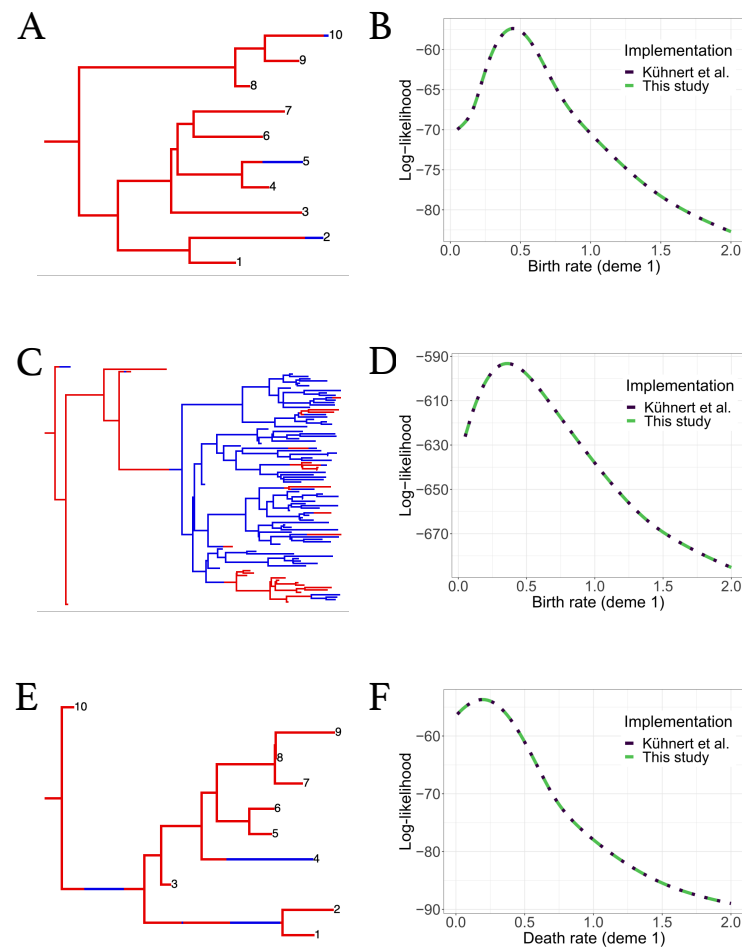 A
10
9
8
7
6
5
4
3
2
1
B
Log−likelihood
−60
−65
−70
−75
−80
Implementation
Kühnert et al.
This study
0.0 0.5 1.0 1.5 2.0
Birth rate (deme 1)
C
D
Log−likelihood
−590
−610
−630
−650
−670
Implementation
Kühnert et al.
This study
0.0 0.5 1.0 1.5 2.0
Birth rate (deme 1)
E
10
9
8
7
6
5
4
3
2
1
F
Log-likelihood
−60
−70
−80
−90
Implementation
Kühnert et al.
This study
0.0 0.5 1.0 1.5 2.0
Death rate (deme 1)